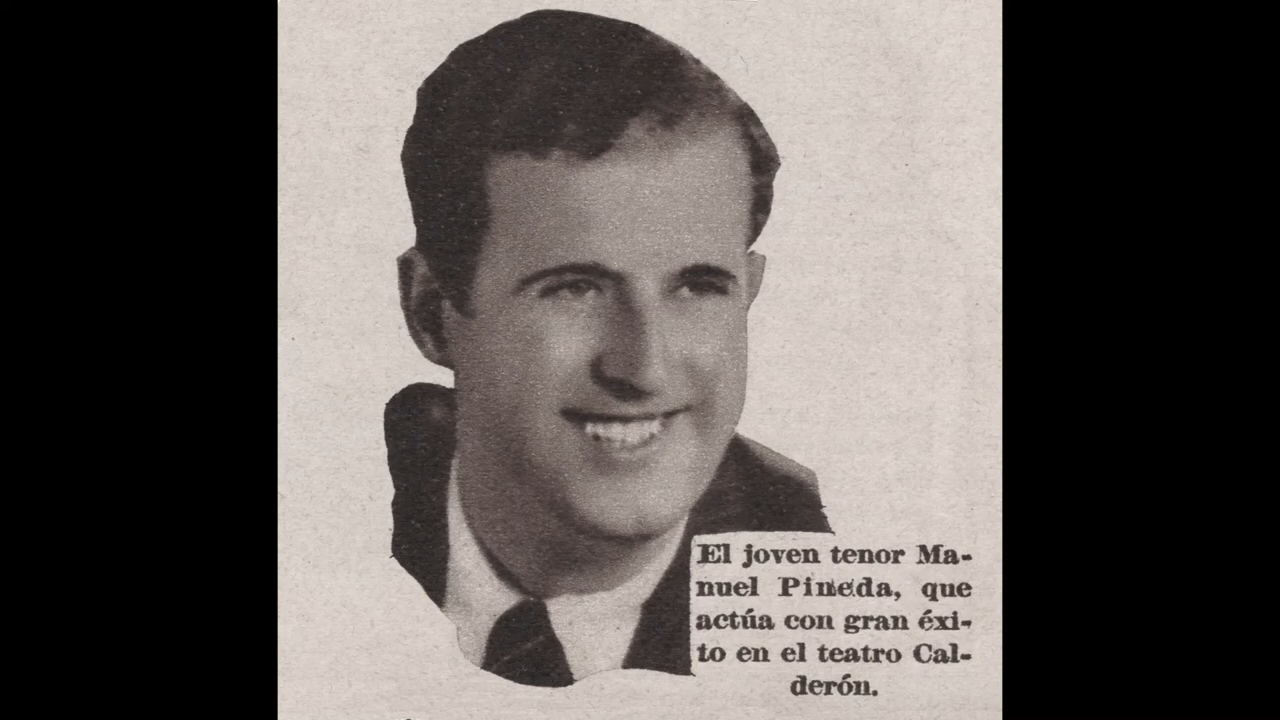 El joven tenor Ma-
nuel Pineda, que
actúa con gran éxi-
to en el teatro Cal-
derón.